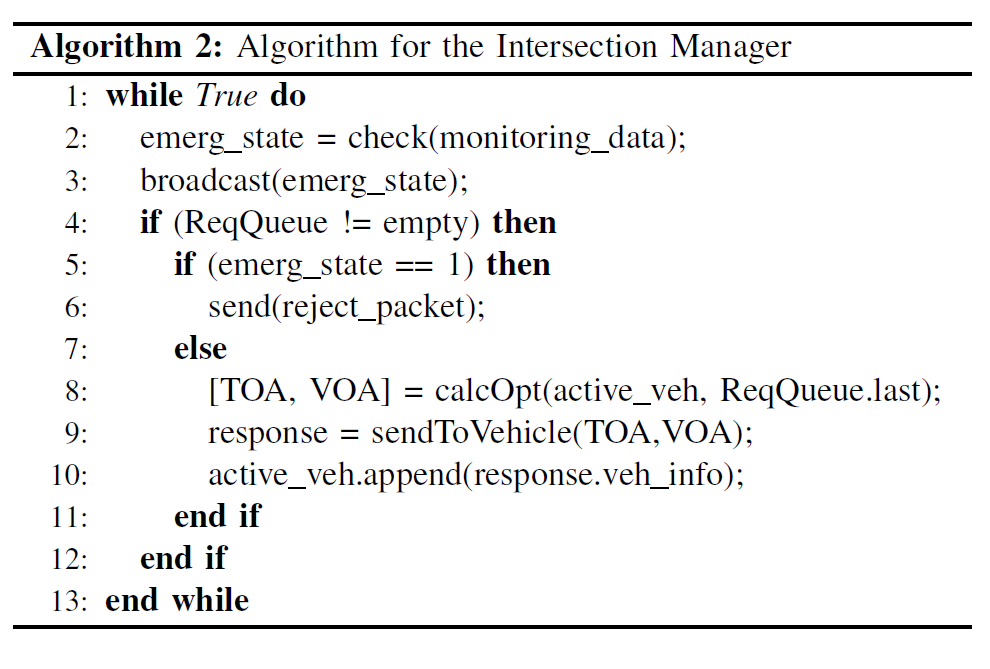 Algorithm 2: Algorithm for the Intersection Manager
1: while True do
2: emerg_state = check(monitoring_data);
3: broadcast(emerg_state);
4: if (ReqQueue != empty) then
5: if (emerg_state == 1) then
6: send(reject_packet);
7: else
8: [TOA, VOA] = calcOpt(active_veh, ReqQueue.last);
9: response = sendToVehicle(TOA,VOA);
10: active_veh.append(response.veh_info);
11: end if
12: end if
13: end while